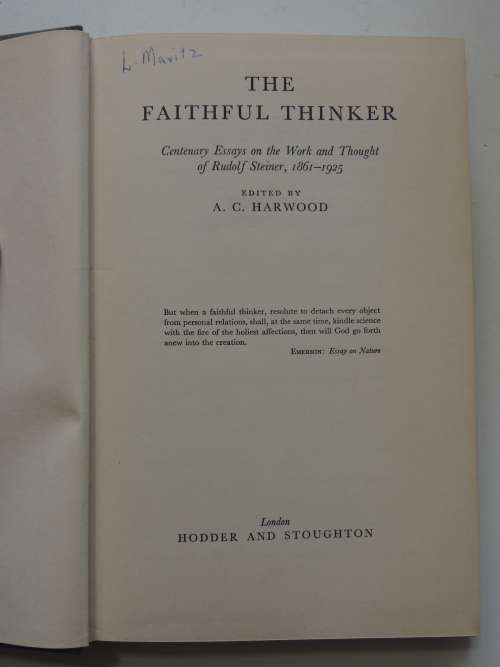 L. Maritz
THE
FAITHFUL THINKER
Centenary Essays on the Work and Thought
of Rudolf Steiner, 1861–1925
EDITED BY
A. C. HARWOOD
But when a faithful thinker, resolute to detach every object
from personal relations, shall, at the same time, kindle science
with the fire of the holiest affections, then will God go forth
anew into the creation.
EMERSON: Essay on Nature
London
HODDER AND STOUGHTON